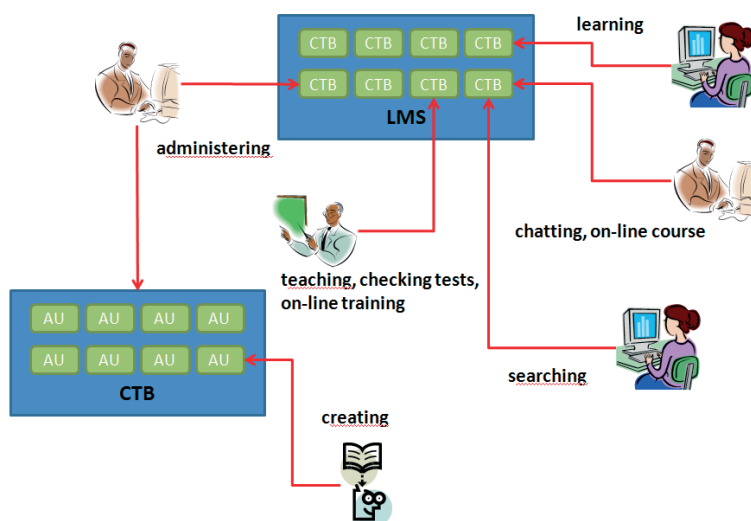 learning
CTB CTB CTB CTB
CTB CTB CTB CTB
LMS
administering
chatting, on-line course
teaching, checking tests,
on-line training
AU AU AU AU
AU AU AU AU
CTB
searching
creating